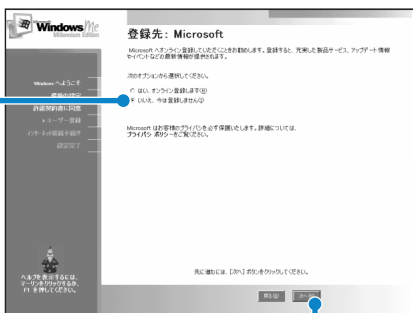 Windows Me
Millennium Edition
登録先: Microsoft
Microsoft へオンライン登録していただくことをお勧めします。登録すると、充実した製品サービス、アップデート情報
やイベントなどの最新情報が提供されます。
次のオプションから選択してください。
はい、オンライン登録します(R)
いいえ、今は登録しません(I)
Microsoft はお客様のプライバシを必ず保護いたします。詳細については、
プライバシ ポリシーをご覧ください。
Windows へようこそ
許諾契約書に同意
ユーザー登録
インターネット接続手続き
設定完了
ヘルプを表示するには、
マーリンをクリックするか、
F1 を押してください。
先に進むには、[次へ] ボタンをクリックしてください。
戻る(B)
次へ